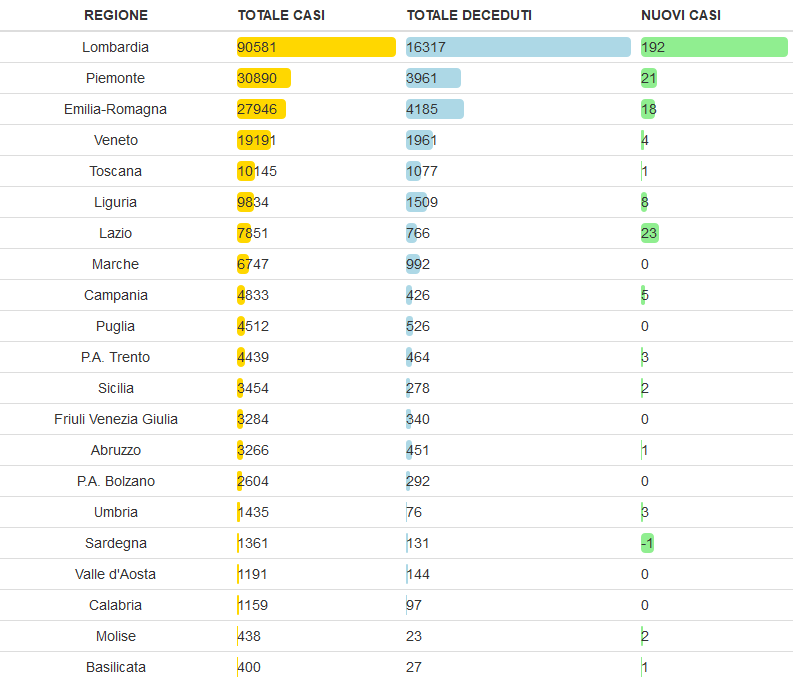 REGIONE TOTALE CASI TOTALE DECEDUTI NUOVI CASI
Lombardia 90581 16317 192
Piemonte 30890 3961 21
Emilia-Romagna 27946 4185 18
Veneto 19191 1961 4
Toscana 10145 1077 1
Liguria 9834 1509 8
Lazio 7851 766 23
Marche 6747 992 0
Campania 4833 426 5
Puglia 4512 526 0
P.A. Trento 4439 464 3
Sicilia 3454 278 2
Friuli Venezia Giulia 3284 340 0
Abruzzo 3266 451 1
P.A. Bolzano 2604 292 0
Umbria 1435 76 3
Sardegna 1361 131 -1
Valle d'Aosta 1191 144 0
Calabria 1159 97 0
Molise 438 23 2
Basilicata 400 27 1